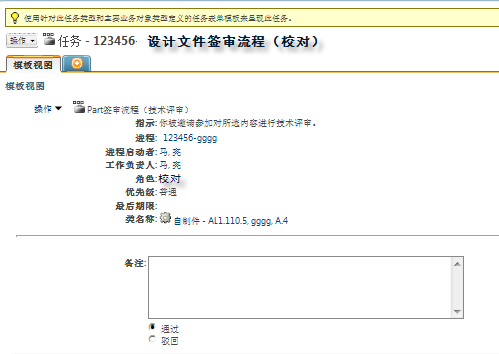 使用针对此任务类型和主要业务对象类型定义的任务表单模板来呈现此任务。
操作 任务 - 123456· 设计文件签审流程（校对）
模板视图
模板视图
操作 Part签审流程（技术评审）
指示: 你被邀请参加对所选内容进行技术评审。
进程: 123456-gggg
进程启动者: 马, 亮
工作负责人: 马, 亮
角色: 校对
优先级: 普通
最后期限:
类名称: 自制件 - AL1.110.5, gggg, A.4
备注:
通过
驳回